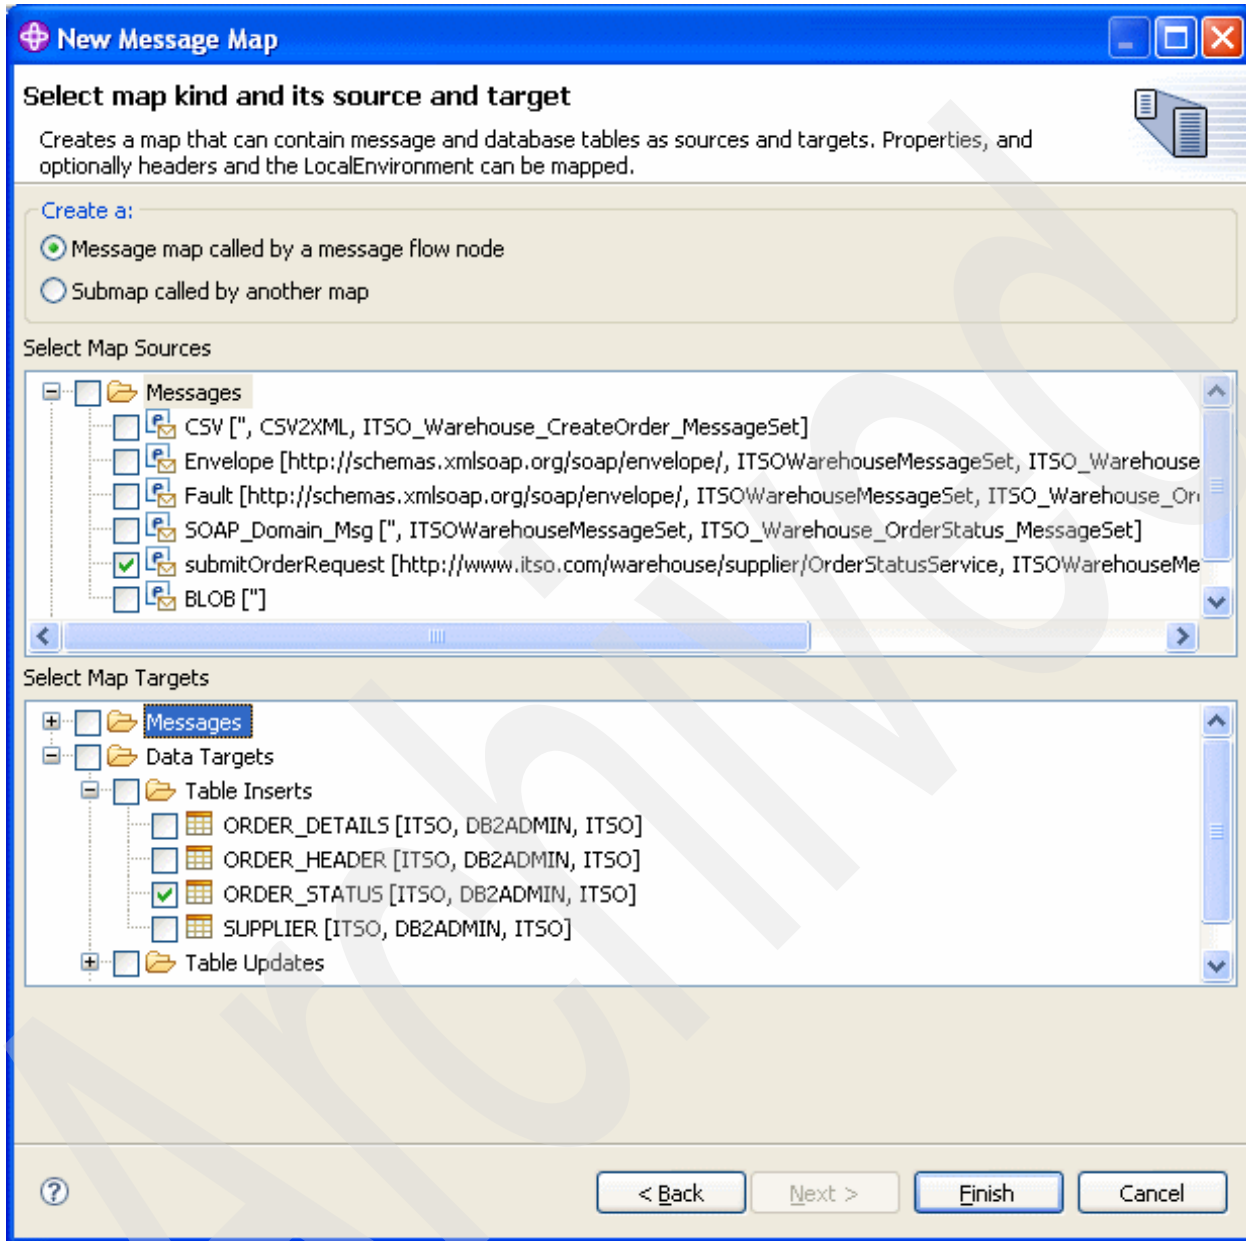 New Message Map
Select map kind and its source and target
Creates a map that can contain message and database tables as sources and targets. Properties, and
optionally headers and the LocalEnvironment can be mapped.
Create a:
Message map called by a message flow node
Submap called by another map
Select Map Sources
Messages
CSV ['', CSV2XML, ITSO_Warehouse_CreateOrder_MessageSet]
Envelope [http://schemas.xmlsoap.org/soap/envelope/, ITSOWarehouseMessageSet, ITSO_Warehouse
Fault [http://schemas.xmlsoap.org/soap/envelope/, ITSOWarehouseMessageSet, ITSO_Warehouse_Or
SOAP_Domain_Msg ['', ITSOWarehouseMessageSet, ITSO_Warehouse_OrderStatus_MessageSet]
submitOrderRequest [http://www.itso.com/warehouse/supplier/OrderStatusService, ITSOWarehouseMe
BLOB ['']
Select Map Targets
Messages
Data Targets
Table Inserts
ORDER_DETAILS [ITSO, DB2ADMIN, ITSO]
ORDER_HEADER [ITSO, DB2ADMIN, ITSO]
ORDER_STATUS [ITSO, DB2ADMIN, ITSO]
SUPPLIER [ITSO, DB2ADMIN, ITSO]
Table Updates
Archived
? < Back Next > Finish Cancel